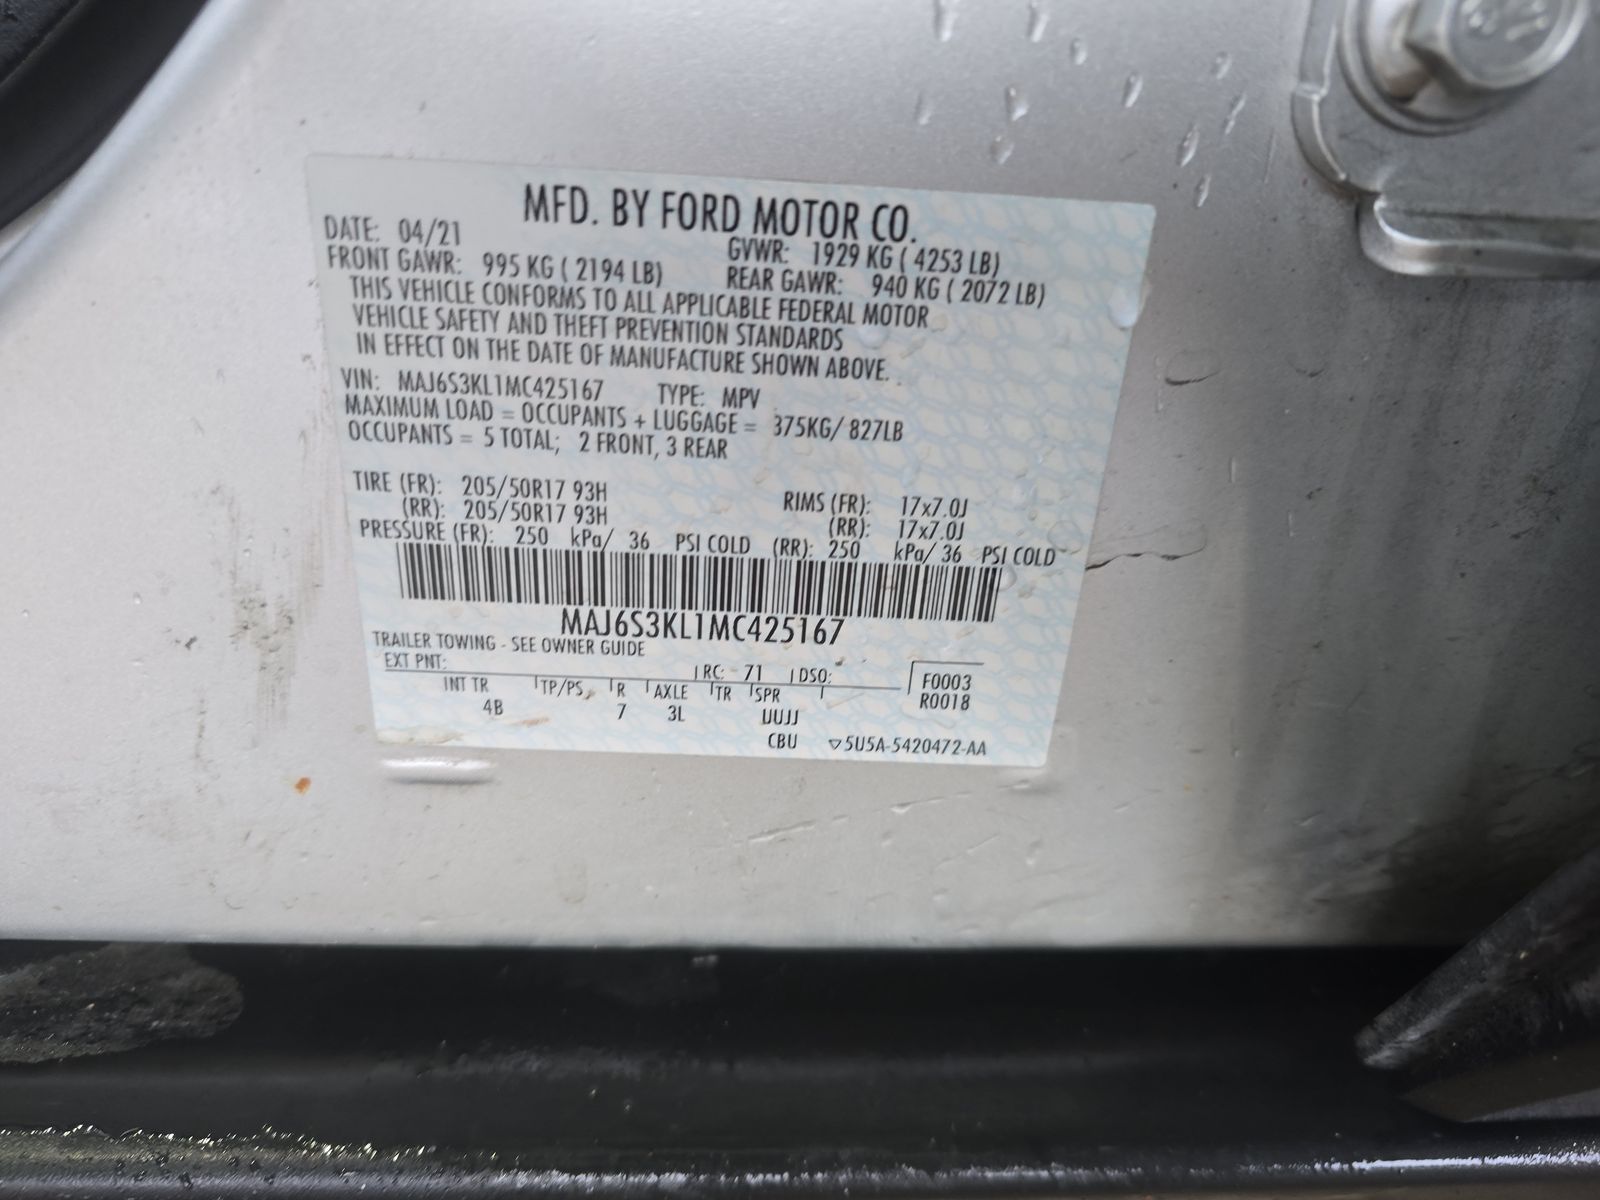 MFD. BY FORD MOTOR CO.
DATE: 04/21 GVWR: 1929 KG ( 4253 LB)
FRONT GAWR: 995 KG ( 2194 LB) REAR GAWR: 940 KG ( 2072 LB)
THIS VEHICLE CONFORMS TO ALL APPLICABLE FEDERAL MOTOR
VEHICLE SAFETY AND THEFT PREVENTION STANDARDS
IN EFFECT ON THE DATE OF MANUFACTURE SHOWN ABOVE.
VIN: MAJ6S3KL1MC425167 TYPE: MPV
MAXIMUM LOAD = OCCUPANTS + LUGGAGE = 375KG/ 827LB
OCCUPANTS = 5 TOTAL; 2 FRONT, 3 REAR
TIRE (FR): 205/50R17 93H RIMS (FR): 17x7.0J
(RR): 205/50R17 93H (RR): 17x7.0J
PRESSURE (FR): 250 kPa/ 36 PSI COLD (RR): 250 kPa/ 36 PSI COLD
MAJ6S3KL1MC425167
TRAILER TOWING - SEE OWNER GUIDE
EXT PNT: RC: 71 DSO: F0003
INT TR TP/PS R AXLE TR SPR R0018
4B 7 3L UUJJ
CBU 5U5A-5420472-AA